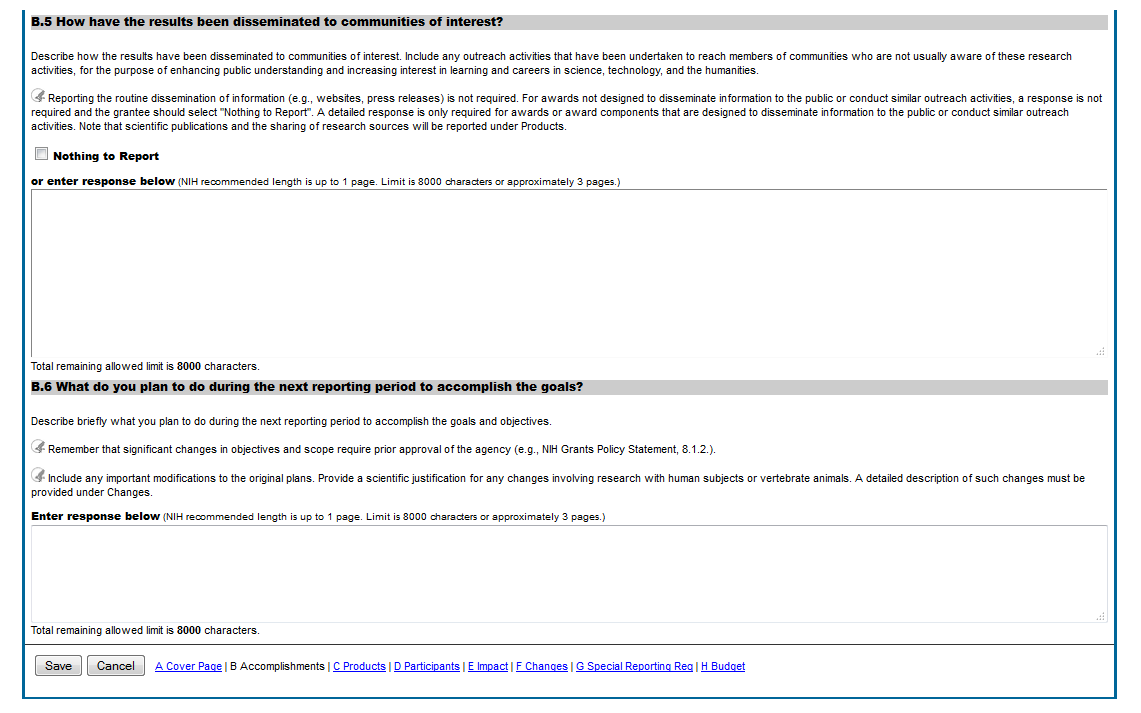 B.5 How have the results been disseminated to communities of interest?
Describe how the results have been disseminated to communities of interest. Include any outreach activities that have been undertaken to reach members of communities who are not usually aware of these research
activities, for the purpose of enhancing public understanding and increasing interest in learning and careers in science, technology, and the humanities.
Reporting the routine dissemination of information (e.g., websites, press releases) is not required. For awards not designed to disseminate information to the public or conduct similar outreach activities, a response is not
required and the grantee should select "Nothing to Report". A detailed response is only required for awards or award components that are designed to disseminate information to the public or conduct similar outreach
activities. Note that scientific publications and the sharing of research sources will be reported under Products.
Nothing to Report
or enter response below (NIH recommended length is up to 1 page. Limit is 8000 characters or approximately 3 pages.)
Total remaining allowed limit is 8000 characters.
B.6 What do you plan to do during the next reporting period to accomplish the goals?
Describe briefly what you plan to do during the next reporting period to accomplish the goals and objectives.
Remember that significant changes in objectives and scope require prior approval of the agency (e.g., NIH Grants Policy Statement, 8.1.2.).
Include any important modifications to the original plans. Provide a scientific justification for any changes involving research with human subjects or vertebrate animals. A detailed description of such changes must be
provided under Changes.
Enter response below (NIH recommended length is up to 1 page. Limit is 8000 characters or approximately 3 pages.)
Total remaining allowed limit is 8000 characters.
Save Cancel A Cover Page | B Accomplishments | C Products | D Participants | E Impact | F Changes | G Special Reporting Req | H Budget